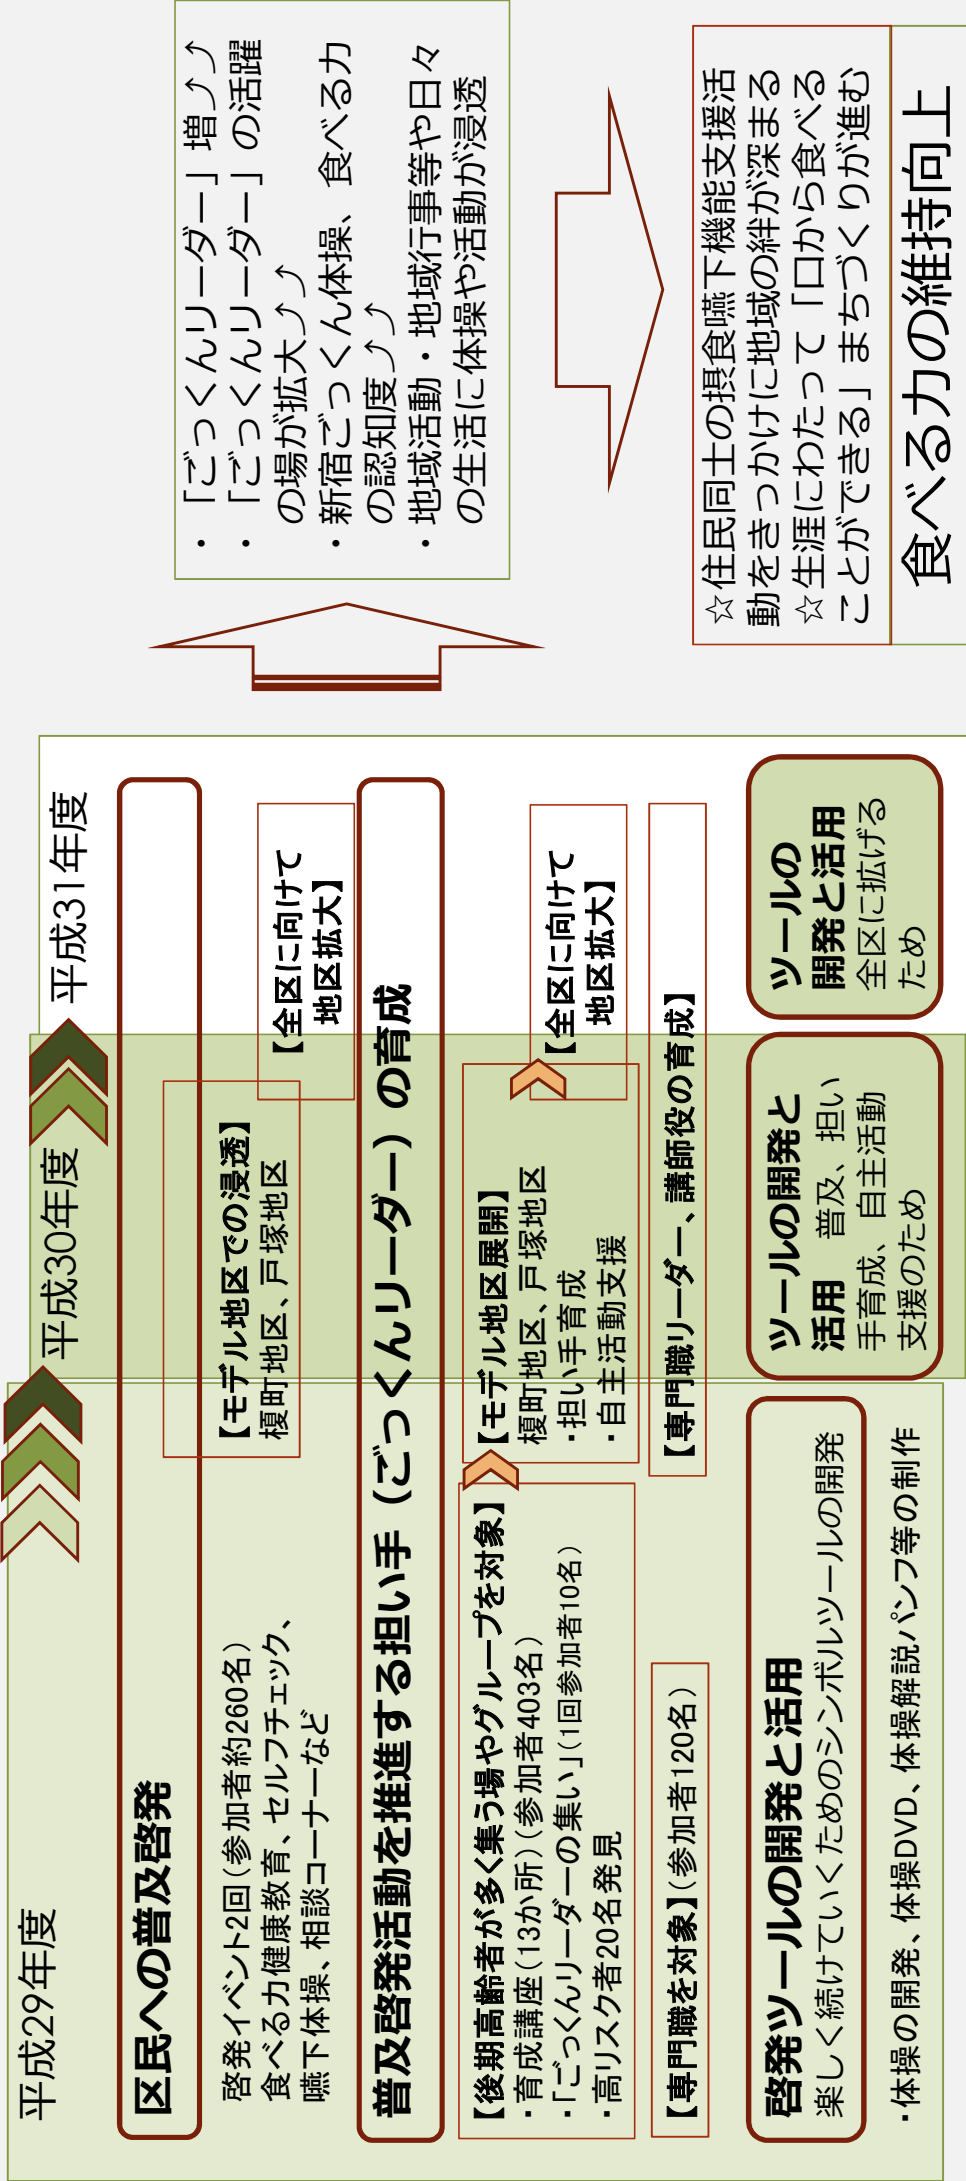 平成29年度
平成30年度
平成31年度
区民への普及啓発
啓発イベント2回（参加者約260名）
食べる力健康教育、セルフチェック、
嚥下体操、相談コーナーなど
【モデル地区での浸透】
榎町地区、戸塚地区
【全区に向けて
地区拡大】
普及啓発活動を推進する担い手（ごっくんリーダー）の育成
【後期高齢者が多く集う場やグループを対象】
・育成講座（13か所）（参加者403名）
・「ごっくんリーダーの集い」（1回参加者10名）
・高リスク者20名発見
【モデル地区展開】
榎町地区、戸塚地区
・担い手育成
・自主活動支援
【全区に向けて
地区拡大】
【専門職を対象】（参加者120名）
【専門職リーダー、講師役の育成】
啓発ツールの開発と活用
楽しく続けていくためのシンボルツールの開発
・体操の開発、体操DVD、体操解説パンフ等の制作
ツールの開発と
活用　普及、担い
手育成、自主活動
支援のため
ツールの
開発と活用
全区に拡げる
ため
・「ごっくんリーダー」増⤴⤴
・「ごっくんリーダー」の活躍
の場が拡大⤴⤴
・新宿ごっくん体操、食べる力
の認知度⤴⤴
・地域活動・地域行事等や日々
の生活に体操や活動が浸透
☆住民同士の摂食嚥下機能支援活
動をきっかけに地域の絆が深まる
☆生涯にわたって「口から食べる
ことができる」まちづくりが進む
食べる力の維持向上